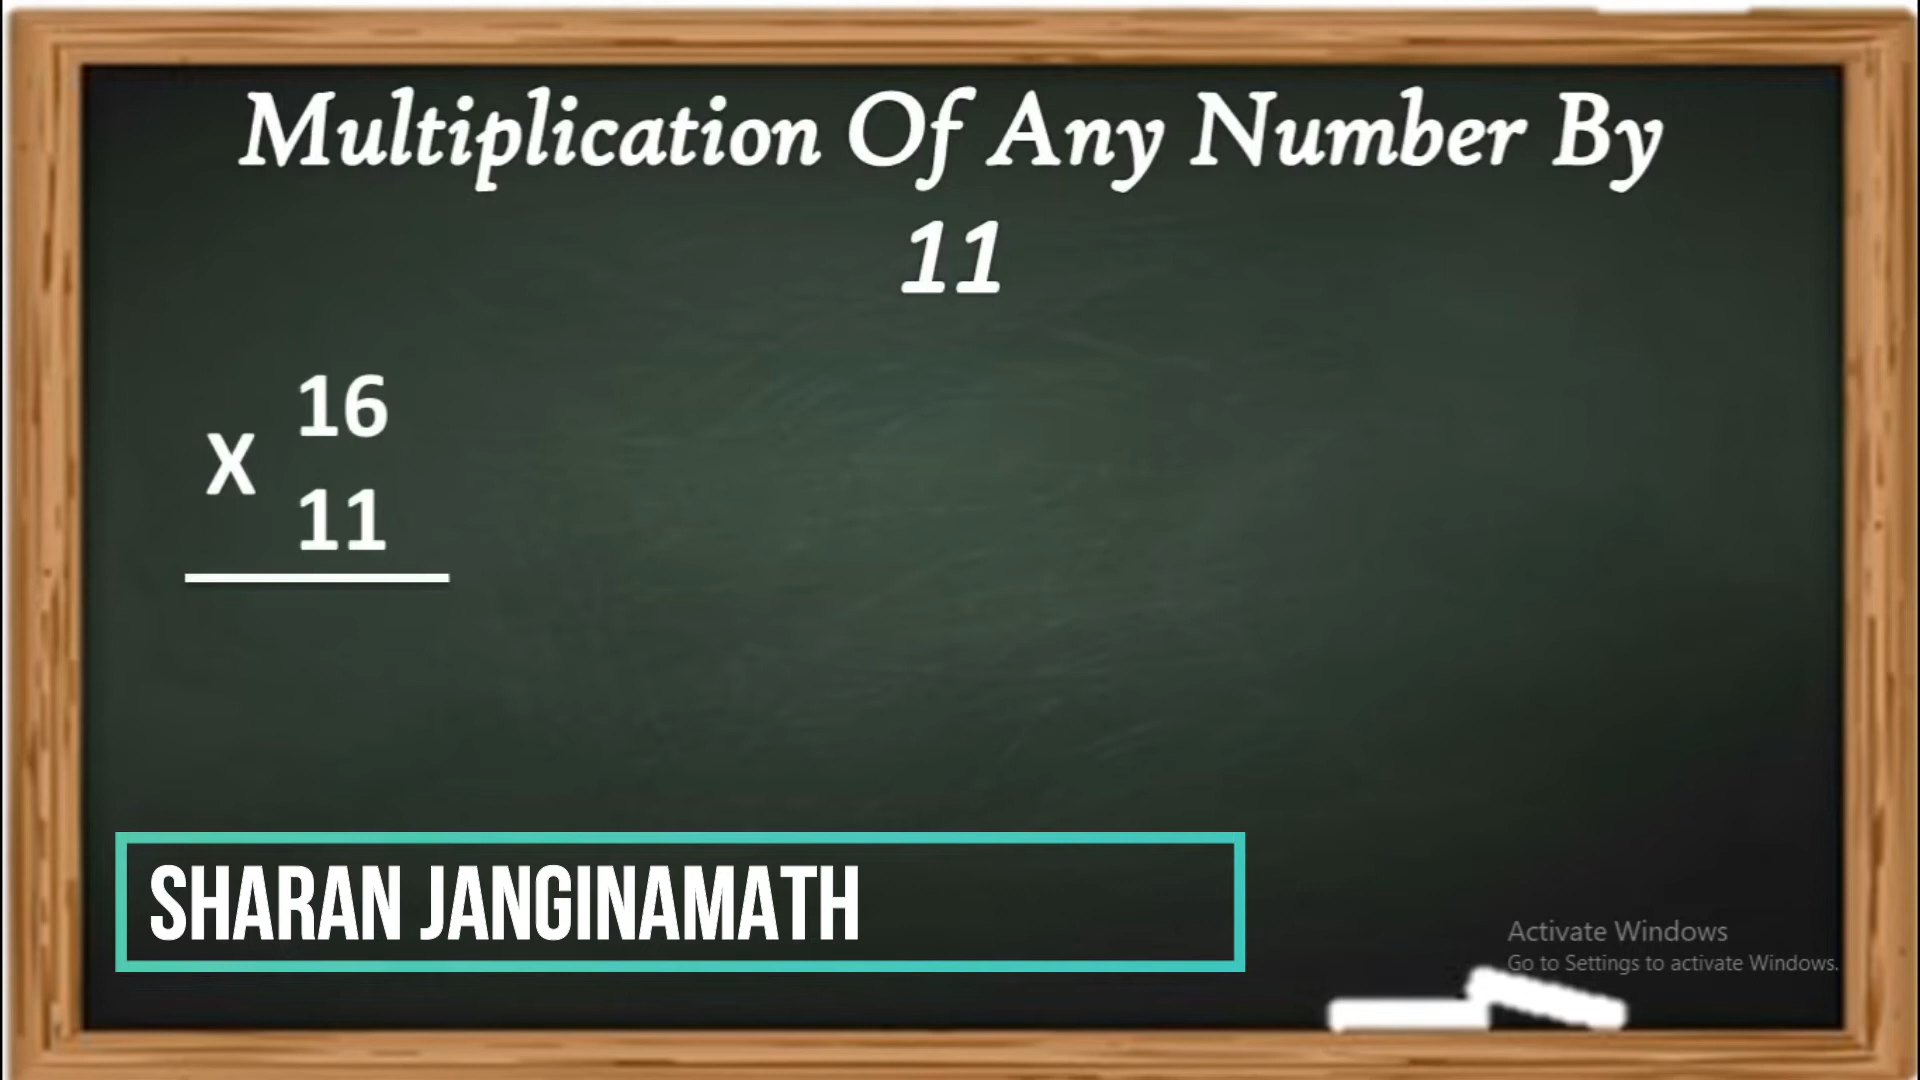 Multiplication Of Any Number By
11
16
X
11
SHARAN JANGINAMATH
Activate Windows
Go to Settings to activate Windows.